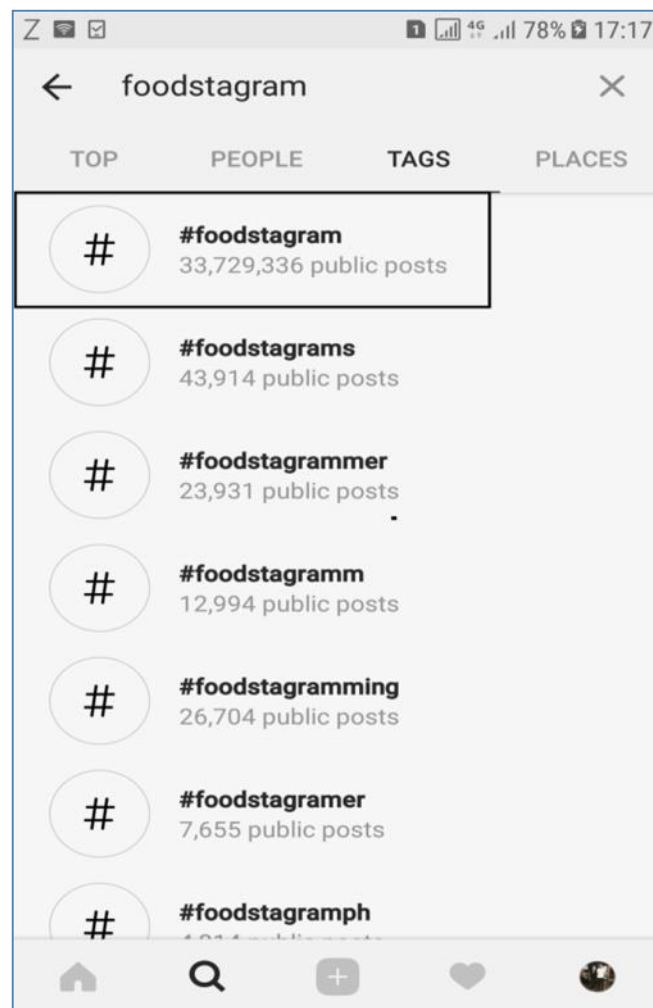 1 4G 78% 17:17
foodstagram
TOP PEOPLE TAGS PLACES
#foodstagram
33,729,336 public posts
#foodstagrams
43,914 public posts
#foodstagrammer
23,931 public posts
#foodstagramm
12,994 public posts
#foodstagramming
26,704 public posts
#foodstagramer
7,655 public posts
#foodstagramph